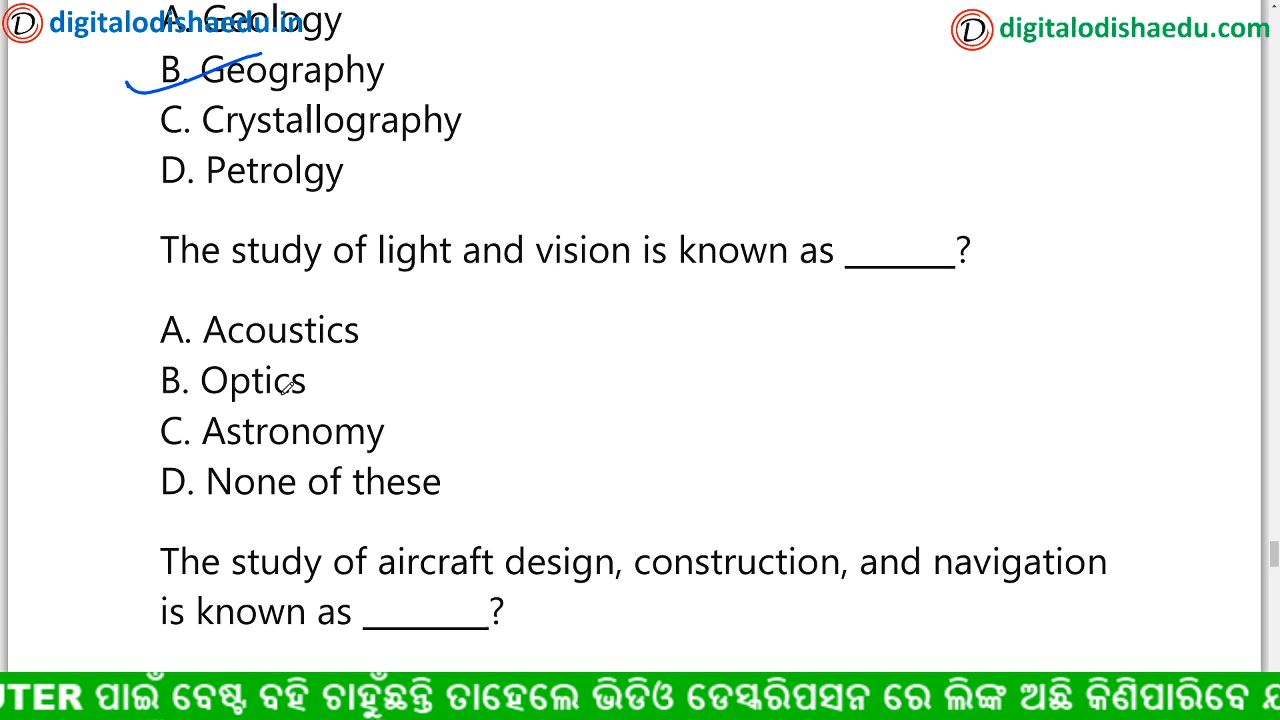 A. Geology
digitalodishaedu.in
digitalodishaedu.com
B. Geography
C. Crystallography
D. Petrolgy
The study of light and vision is known as ______?
A. Acoustics
B. Optics
C. Astronomy
D. None of these
The study of aircraft design, construction, and navigation
is known as _______?
UTER ପାଇଁ ବେଷ୍ଟ ବହି ଚାହୁଁଛନ୍ତି ତାହେଲେ ଭିଡିଓ ଡେସ୍କରିପସନ ରେ ଲିଙ୍କ ଅଛି କିଣିପାରିବେ